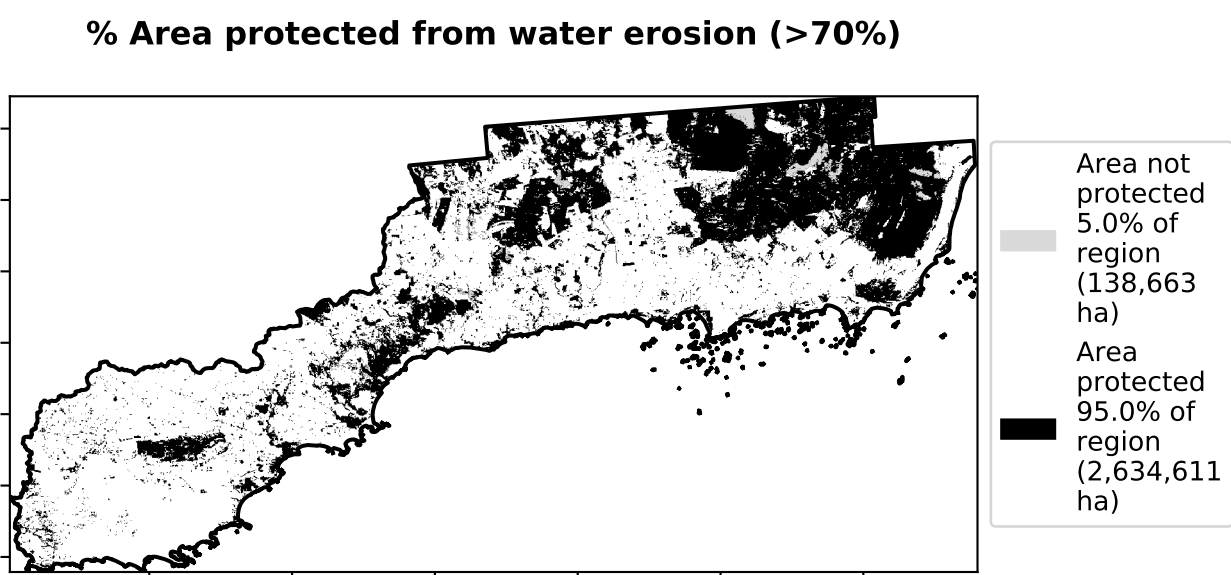 % Area protected from water erosion (>70%)
Area not
protected
5.0% of
region
(138,663
ha)
Area
protected
95.0% of
region
(2,634,611
ha)